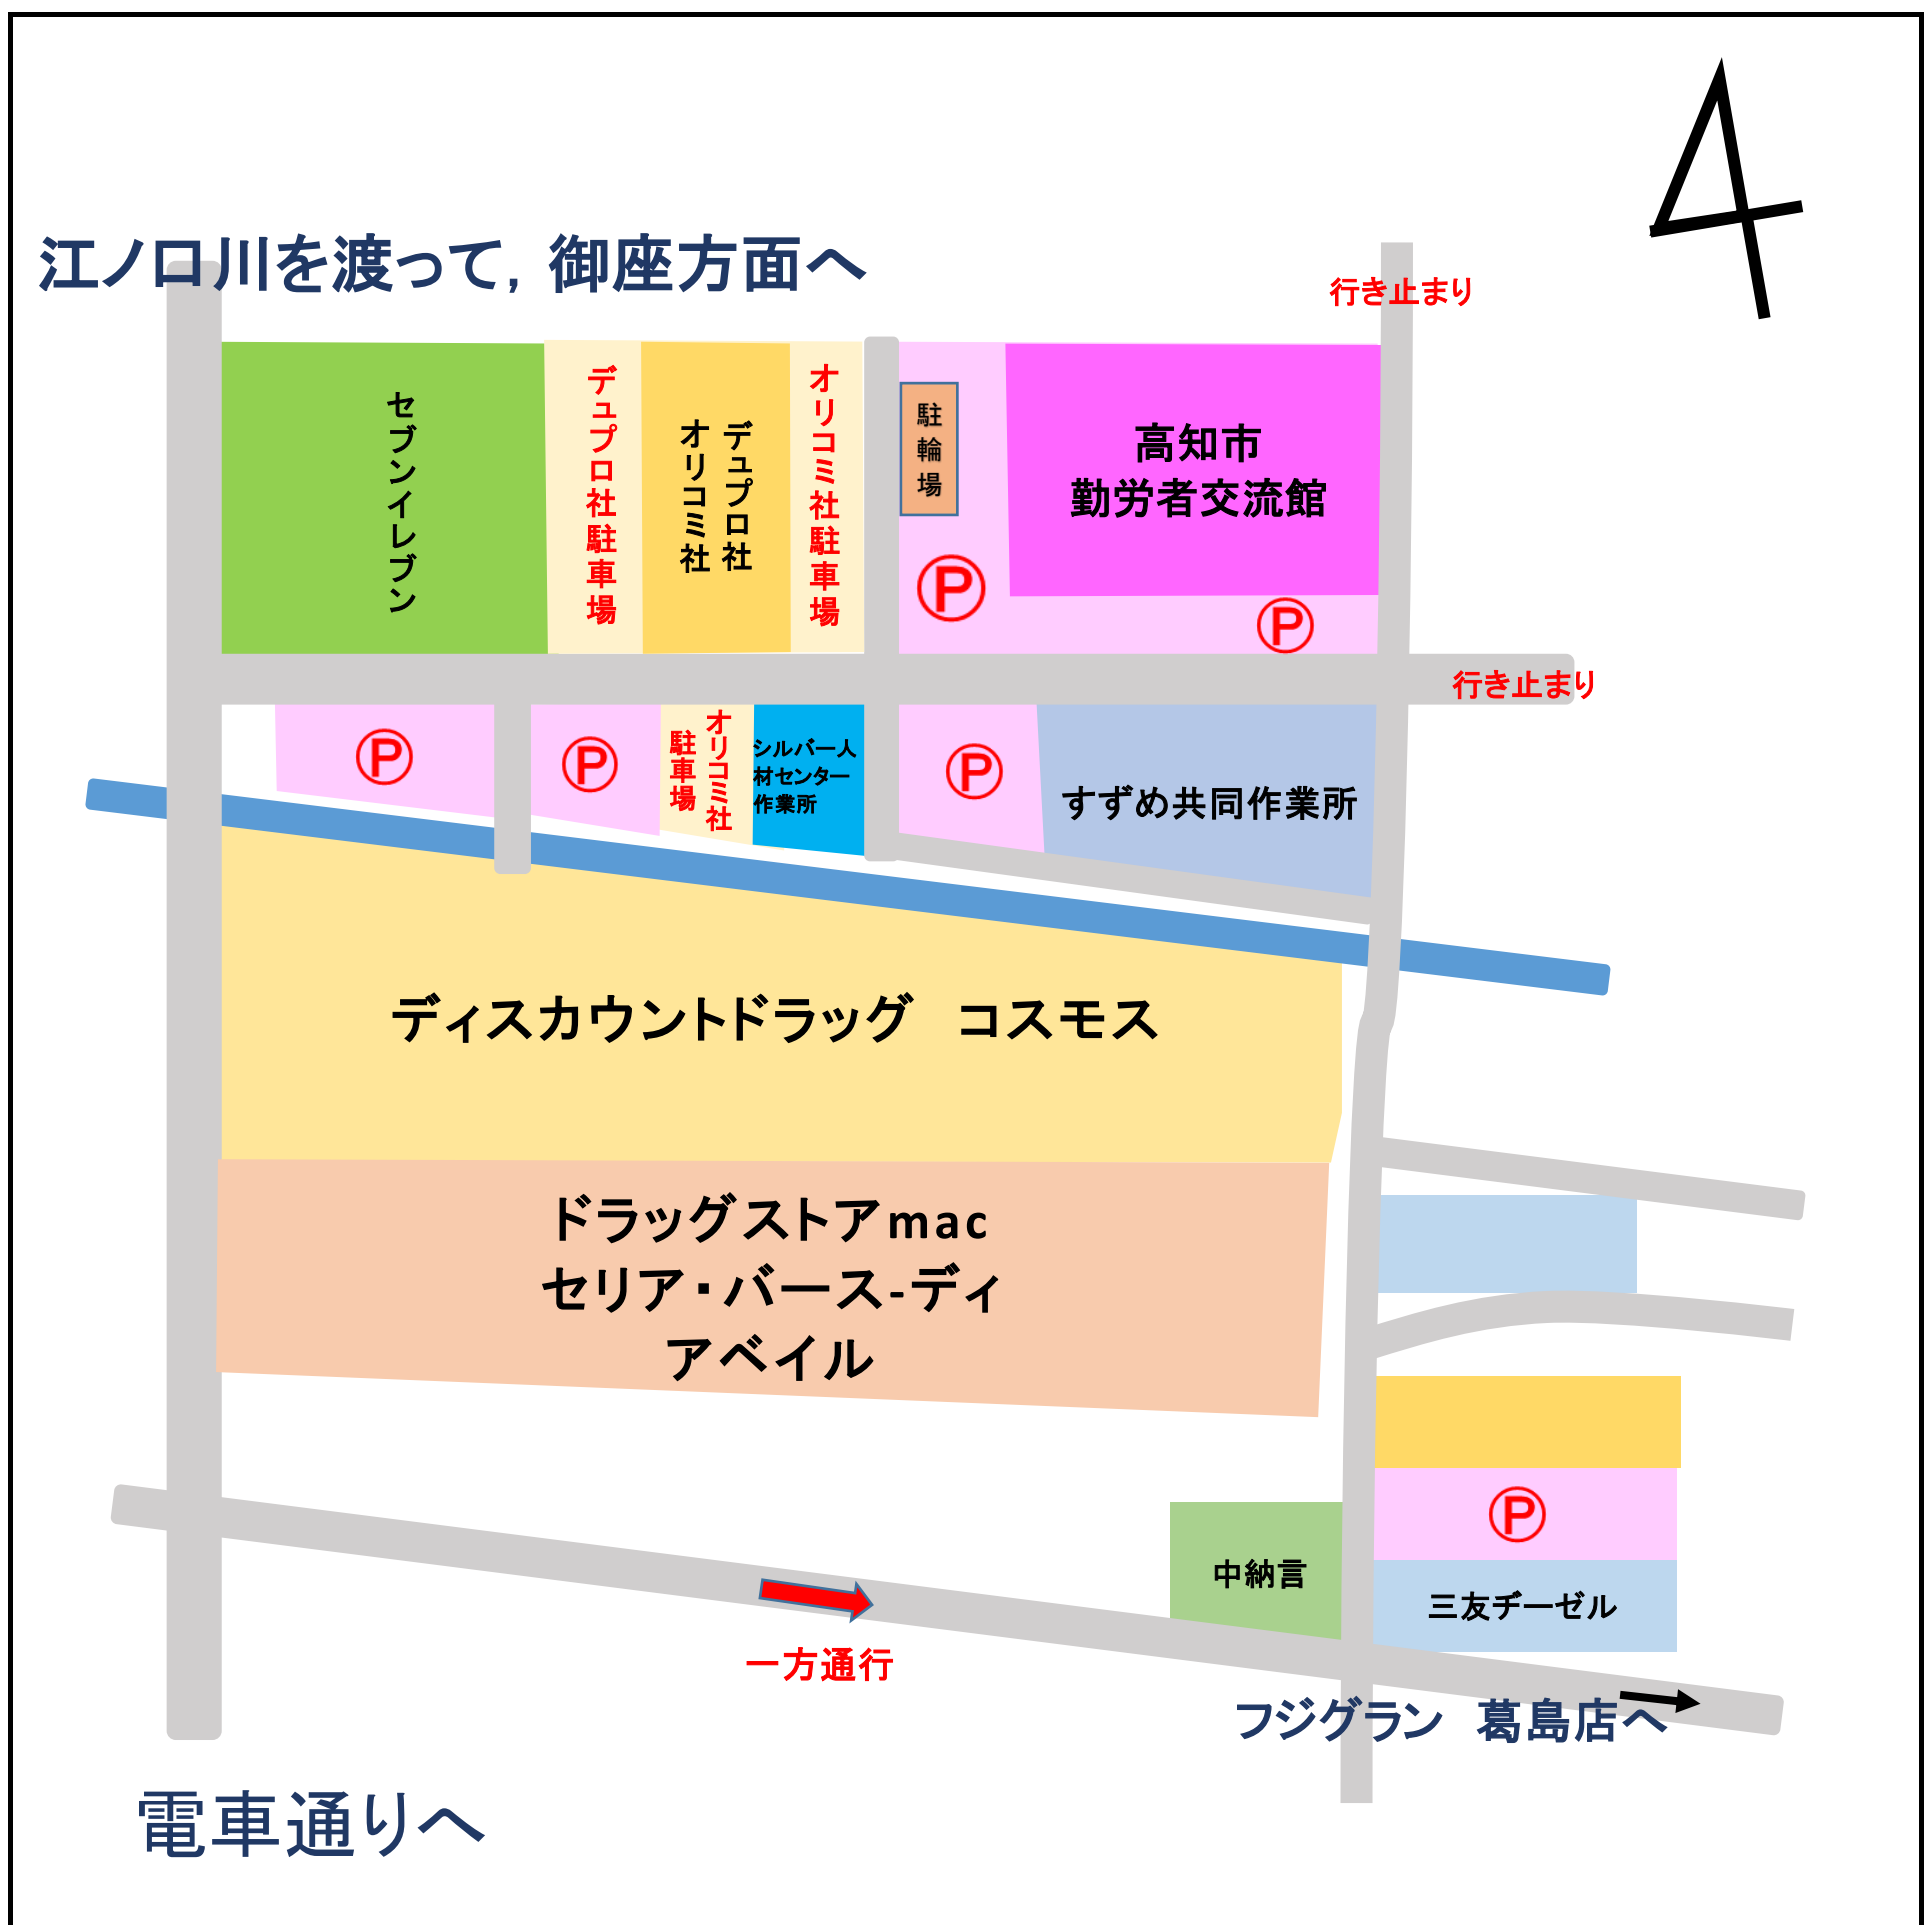 江ノ口川を渡って，御座方面へ
行き止まり
セブンイレブン
デュプロ社駐車場
デュプロ社
オリコミ社
オリコミ社駐車場
駐輪場
高知市
勤労者交流館
Ⓟ
Ⓟ
行き止まり
Ⓟ
Ⓟ
オリコミ社
駐車場
シルバー人
材センター
作業所
Ⓟ
すずめ共同作業所
ディスカウントドラッグ　コスモス
ドラッグストアmac
セリア・バース-ディ
アベイル
Ⓟ
中納言
三友ヂーゼル
一方通行
フジグラン　葛島店へ
電車通りへ